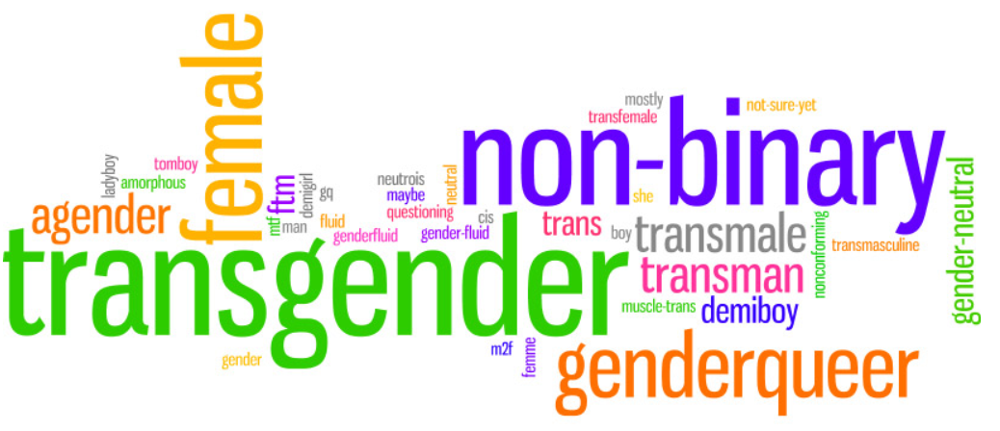 female
mostly
not-sure-yet
transfemale
non-binary
ladyboy
tomboy
amorphous
agender
ftm
mtf
demigirl
man
gq
fluid
genderfluid
neutrois
maybe
questioning
neutral
gender-fluid
cis
she
trans
boy
transmale
nonconforming
transmasculine
gender-neutral
transgender
transman
muscle-trans
demiboy
gender
m2f
femme
genderqueer